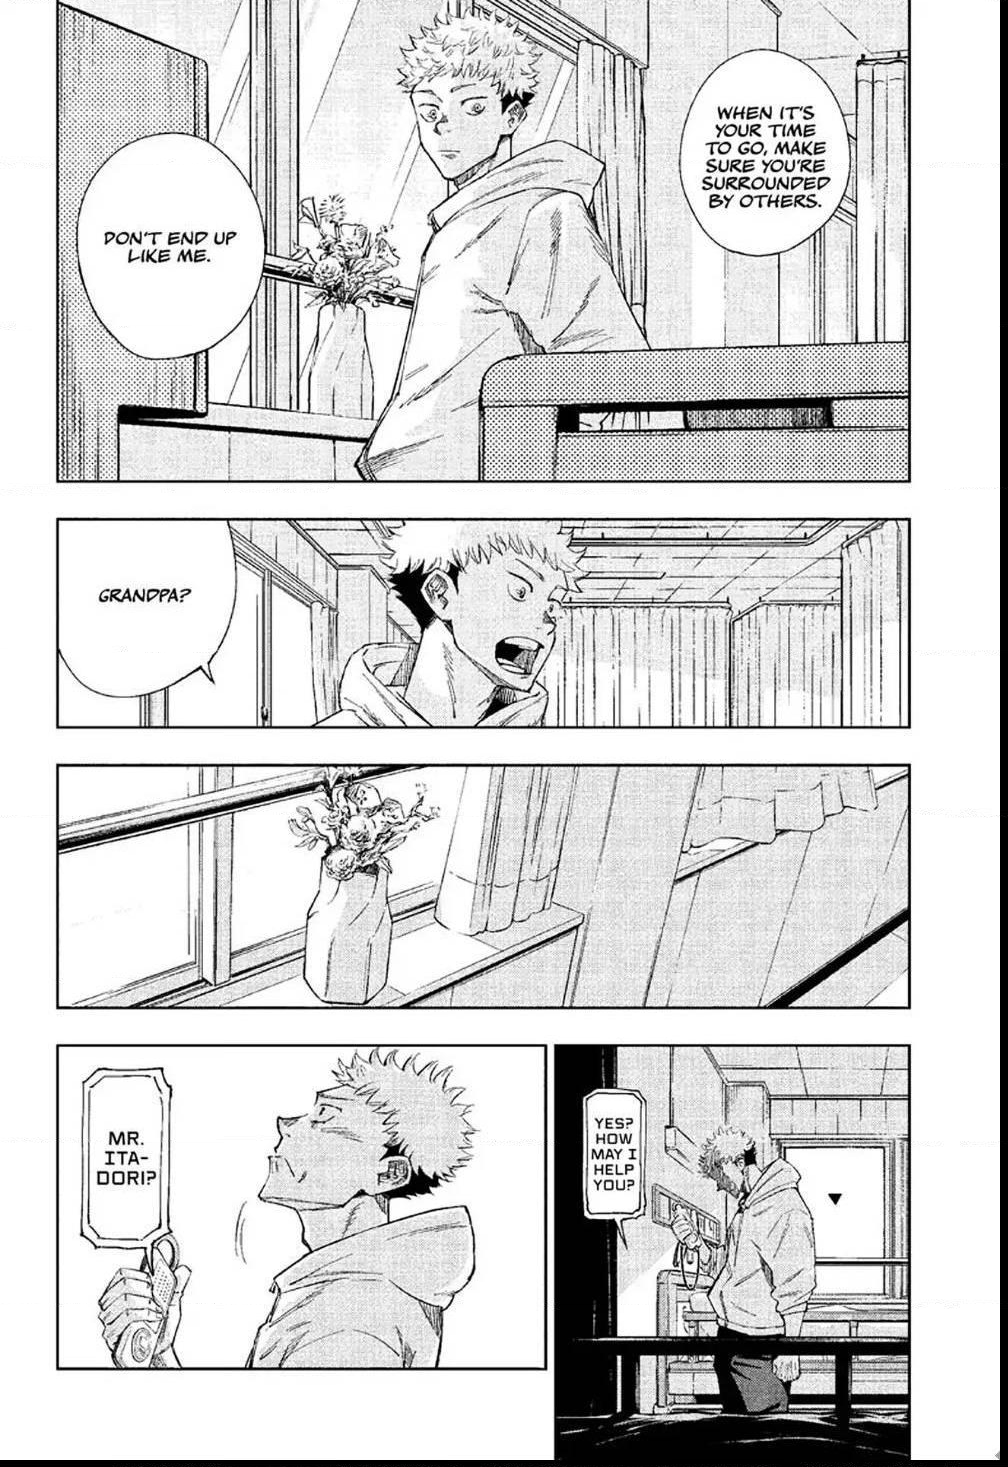 WHEN IT'S
YOUR TIME
TO GO, MAKE
SURE YOU'RE
SURROUNDED
BY OTHERS.
DON'T END UP
LIKE ME.
GRANDPA?
YES?
HOW
MAY I
HELP
YOU?
MR.
ITA-
DORI?